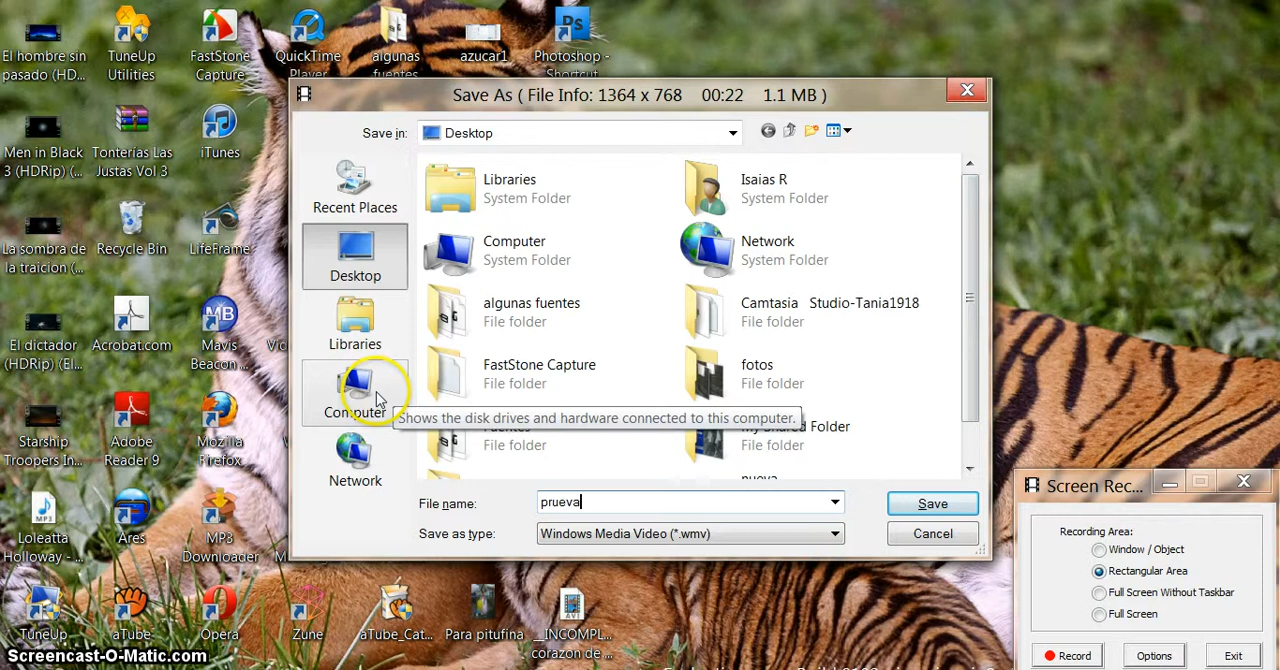 El hombre sin
pasado (HD...
TuneUp
Utilities
FastStone
Capture
QuickTime
Player
algunas
fuentes
azucar1
Photoshop -
Shortcut
Men in Black
3 (HDRip) (...
Tonterías Las
Justas Vol 3
iTunes
La sombra de
la traicion (...
Recycle Bin
LifeFrame
El dictador
(HDRip) (El...
Acrobat.com
Mavis
Beacon ...
Starship
Troopers In...
Adobe
Reader 9
Mozilla
Firefox
Loleatta
Holloway - ...
Ares
MP3
Downloader
TuneUp
aTube_
Opera
Zune
aTube_Cat...
Para pitufina
__INCOMPL...
corazon de ...
Save As ( File Info: 1364 x 768 00:22 1.1 MB )
Save in:
Desktop
Recent Places
Desktop
Libraries
Computer
Network
Libraries
System Folder
Isaias R
System Folder
Computer
System Folder
Network
System Folder
algunas fuentes
File folder
Camtasia Studio-Tania1918
File folder
FastStone Capture
File folder
fotos
File folder
Shows the disk drives and hardware connected to this computer.
File folder
My Shared Folder
File folder
File name:
prueva
Save
Save as type:
Windows Media Video (*.wmv)
Cancel
Screen Rec...
Recording Area:
Window / Object
Rectangular Area
Full Screen Without Taskbar
Full Screen
Record
Options
Exit
Screencast-O-Matic.com